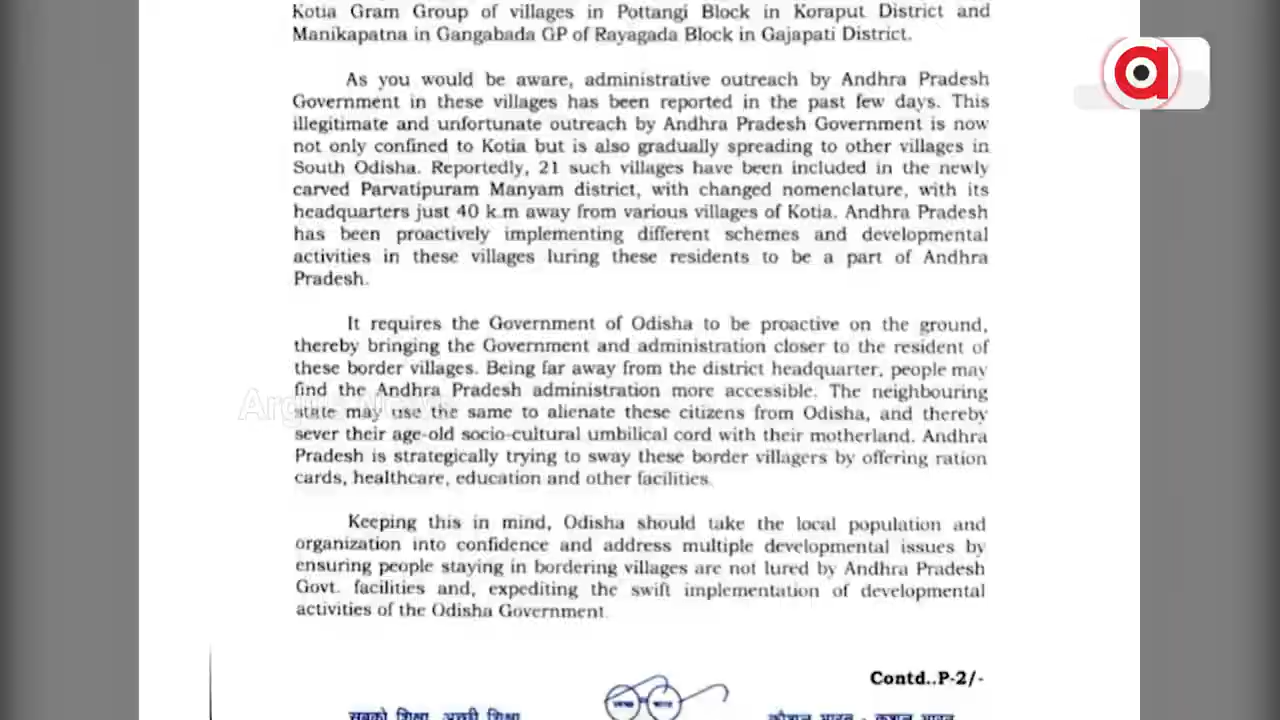 Kotia Gram Group of villages in Pottangi Block in Koraput District and
Manikapatna in Gangabada GP of Rayagada Block in Gajapati District.
a
As you would be aware, administrative outreach by Andhra Pradesh
Government in these villages has been reported in the past few days. This
illegitimate and unfortunate outreach by Andhra Pradesh Government is now
not only confined to Kotia but is also gradually spreading to other villages in
South Odisha. Reportedly, 21 such villages have been included in the newly
carved Parvatipuram Manyam district, with changed nomenclature, with its
headquarters just 40 k.m away from various villages of Kotia. Andhra Pradesh
has been proactively implementing different schemes and developmental
activities in these villages luring these residents to be a part of Andhra
Pradesh.
It requires the Government of Odisha to be proactive on the ground,
thereby bringing the Government and administration closer to the resident of
these border villages. Being far away from the district headquarter, people may
find the Andhra Pradesh administration more accessible. The neighbouring
state may use the same to alienate these citizens from Odisha, and thereby
sever their age-old socio-cultural umbilical cord with their motherland. Andhra
Pradesh is strategically trying to sway these border villagers by offering ration
cards, healthcare, education and other facilities.
Keeping this in mind, Odisha should take the local population and
organization into confidence and address multiple developmental issues by
ensuring people staying in bordering villages are not lured by Andhra Pradesh
Govt. facilities and, expediting the swift implementation of developmental
activities of the Odisha Government.
Contd..P-2/-
सबको शिक्षा, अच्छी शिक्षा
कौशल भारत - कुशल भारत